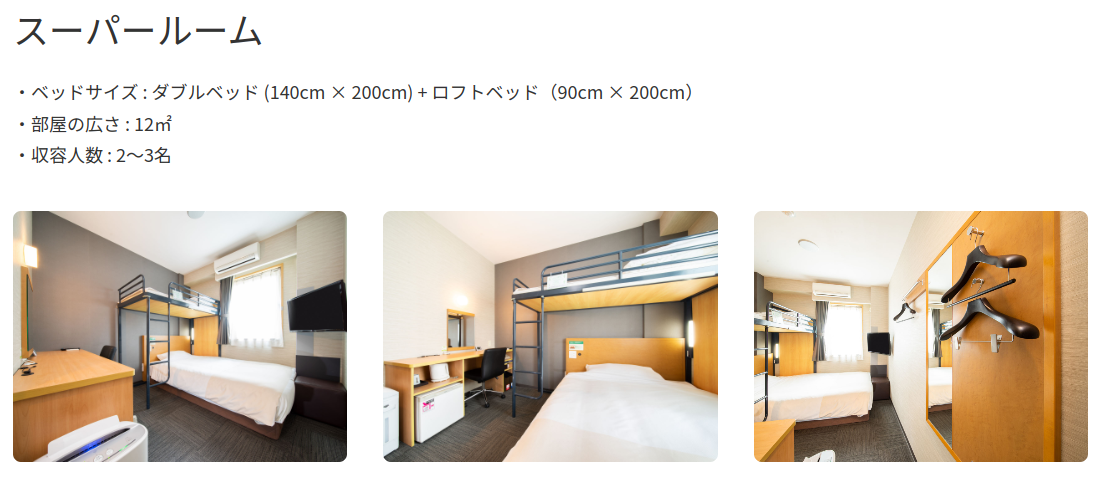 スーパールーム
・ベッドサイズ : ダブルベッド (140cm × 200cm) + ロフトベッド（90cm × 200cm）
・部屋の広さ : 12㎡
・収容人数 : 2～3名